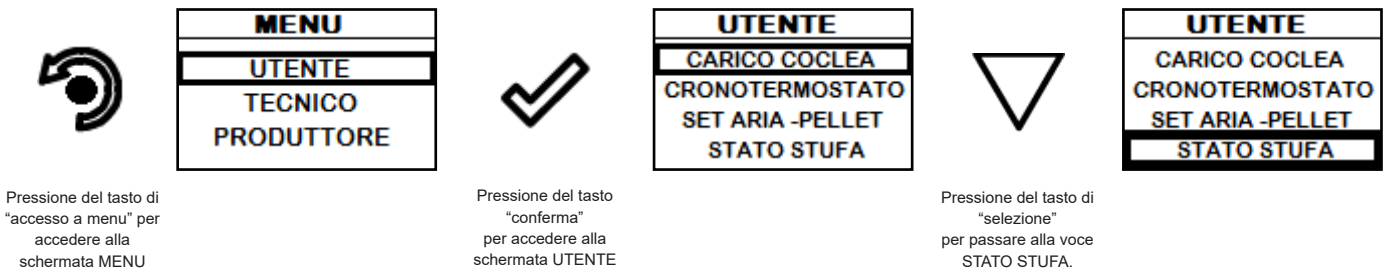 MENU
UTENTE
TECNICO
PRODUTTORE
UTENTE
CARICO COCLEA
CRONOTERMOSTATO
SET ARIA -PELLET
STATO STUFA
UTENTE
CARICO COCLEA
CRONOTERMOSTATO
SET ARIA -PELLET
STATO STUFA
Pressione del tasto di
“accesso a menu” per
accedere alla
schermata MENU
Pressione del tasto
“conferma”
per accedere alla
schermata UTENTE
Pressione del tasto di
“selezione”
per passare alla voce
STATO STUFA.